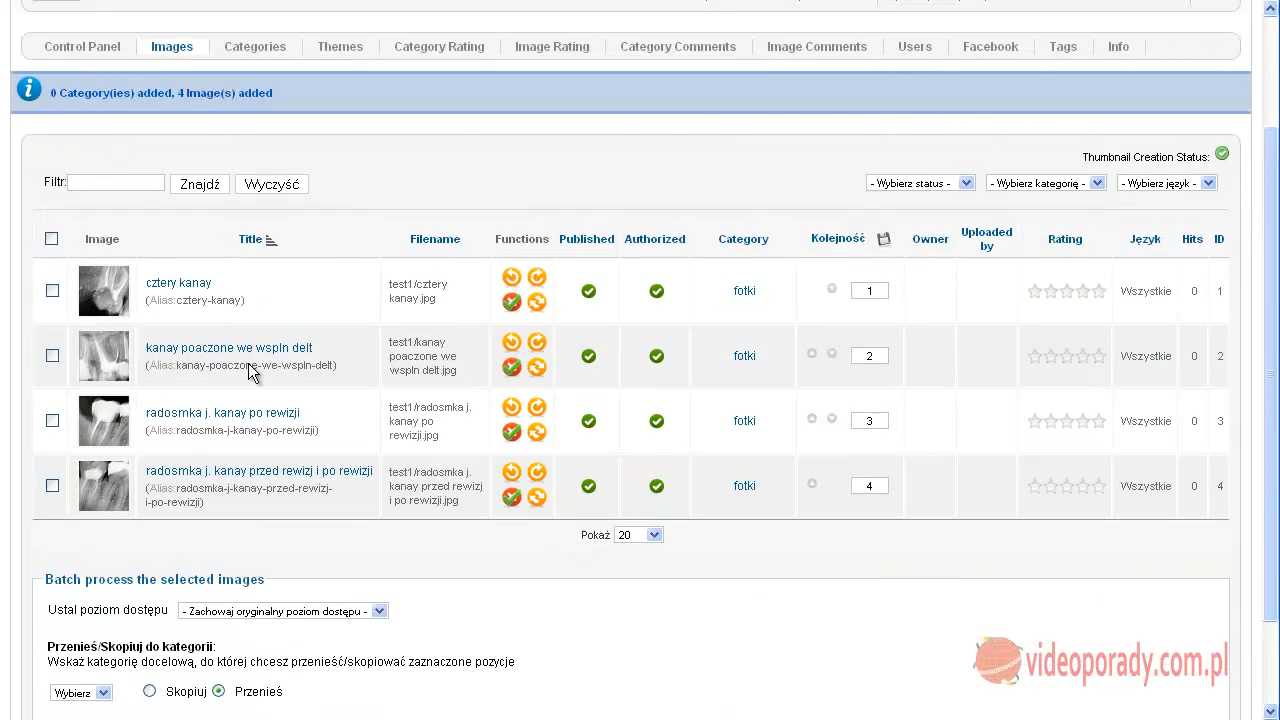 Control Panel Images Categories Themes Category Rating Image Rating Category Comments Image Comments Users Facebook Tags Info
0 Category(ies) added, 4 Image(s) added
Thumbnail Creation Status:
Filtr: Znajdź Wyczyść - Wybierz status - - Wybierz kategorię - - Wybierz język -
Image Title Filename Functions Published Authorized Category Kolejność Owner Uploaded by Rating Język Hits ID
cztery kanay
(Alias:cztery-kanay)
test1/cztery
kanay.jpg
fotki 1 Wszystkie 0 1
kanay poaczone we wspln delt
(Alias:kanay-poaczone-we-wspln-delt)
test1/kanay
poaczone we
wspln delt.jpg
fotki 2 Wszystkie 0 2
radosmka j. kanay po rewizji
(Alias:radosmka-j-kanay-po-rewizji)
test1/radosmka j.
kanay po
rewizji.jpg
fotki 3 Wszystkie 0 3
radosmka j. kanay przed rewizj i po rewizji
(Alias:radosmka-j-kanay-przed-rewizj-
i-po-rewizji)
test1/radosmka j.
kanay przed rewizj
i po rewizji.jpg
fotki 4 Wszystkie 0 4
Pokaż 20
Batch process the selected images
Ustal poziom dostępu - Zachowaj oryginalny poziom dostępu -
Przenieś/Skopiuj do kategorii:
Wskaż kategorię docelową, do której chcesz przenieść/skopiować zaznaczone pozycje
Wybierz Skopiuj Przenieś
videoporady.com.pl